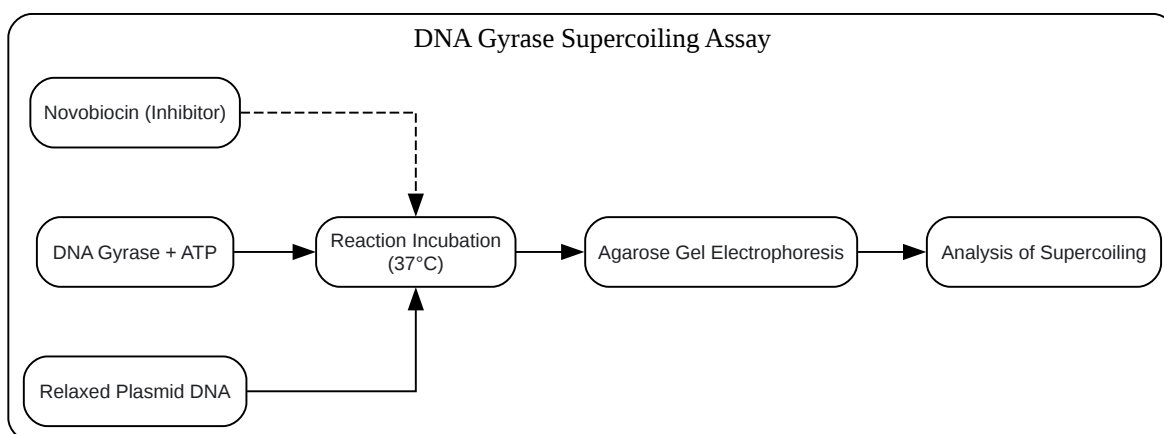 DNA Gyrase Supercoiling Assay
Novobiocin (Inhibitor)
DNA Gyrase + ATP
Reaction Incubation
(37°C)
Agarose Gel Electrophoresis
Analysis of Supercoiling
Relaxed Plasmid DNA